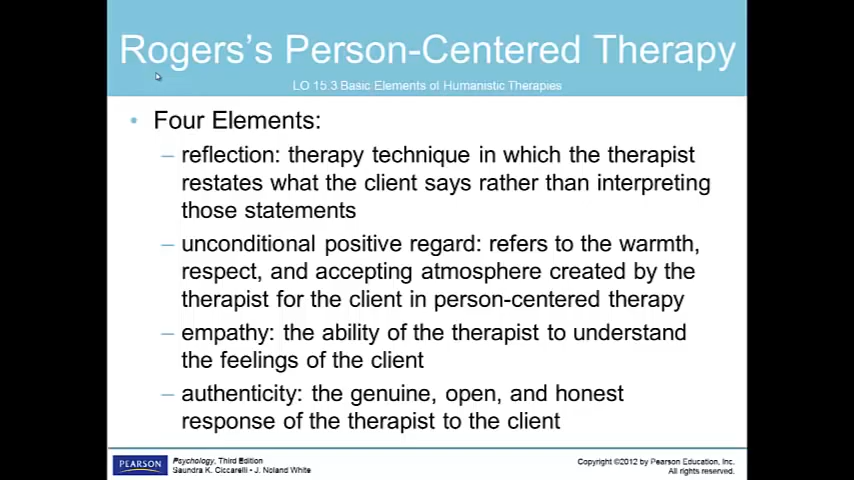 Rogers's Person-Centered Therapy
LO 15.3 Basic Elements of Humanistic Therapies
• Four Elements:
– reflection: therapy technique in which the therapist
restates what the client says rather than interpreting
those statements
– unconditional positive regard: refers to the warmth,
respect, and accepting atmosphere created by the
therapist for the client in person-centered therapy
– empathy: the ability of the therapist to understand
the feelings of the client
– authenticity: the genuine, open, and honest
response of the therapist to the client
PEARSON
Psychology, Third Edition
Saundra K. Ciccarelli • J. Noland White
Copyright ©2012 by Pearson Education, Inc.
All rights reserved.